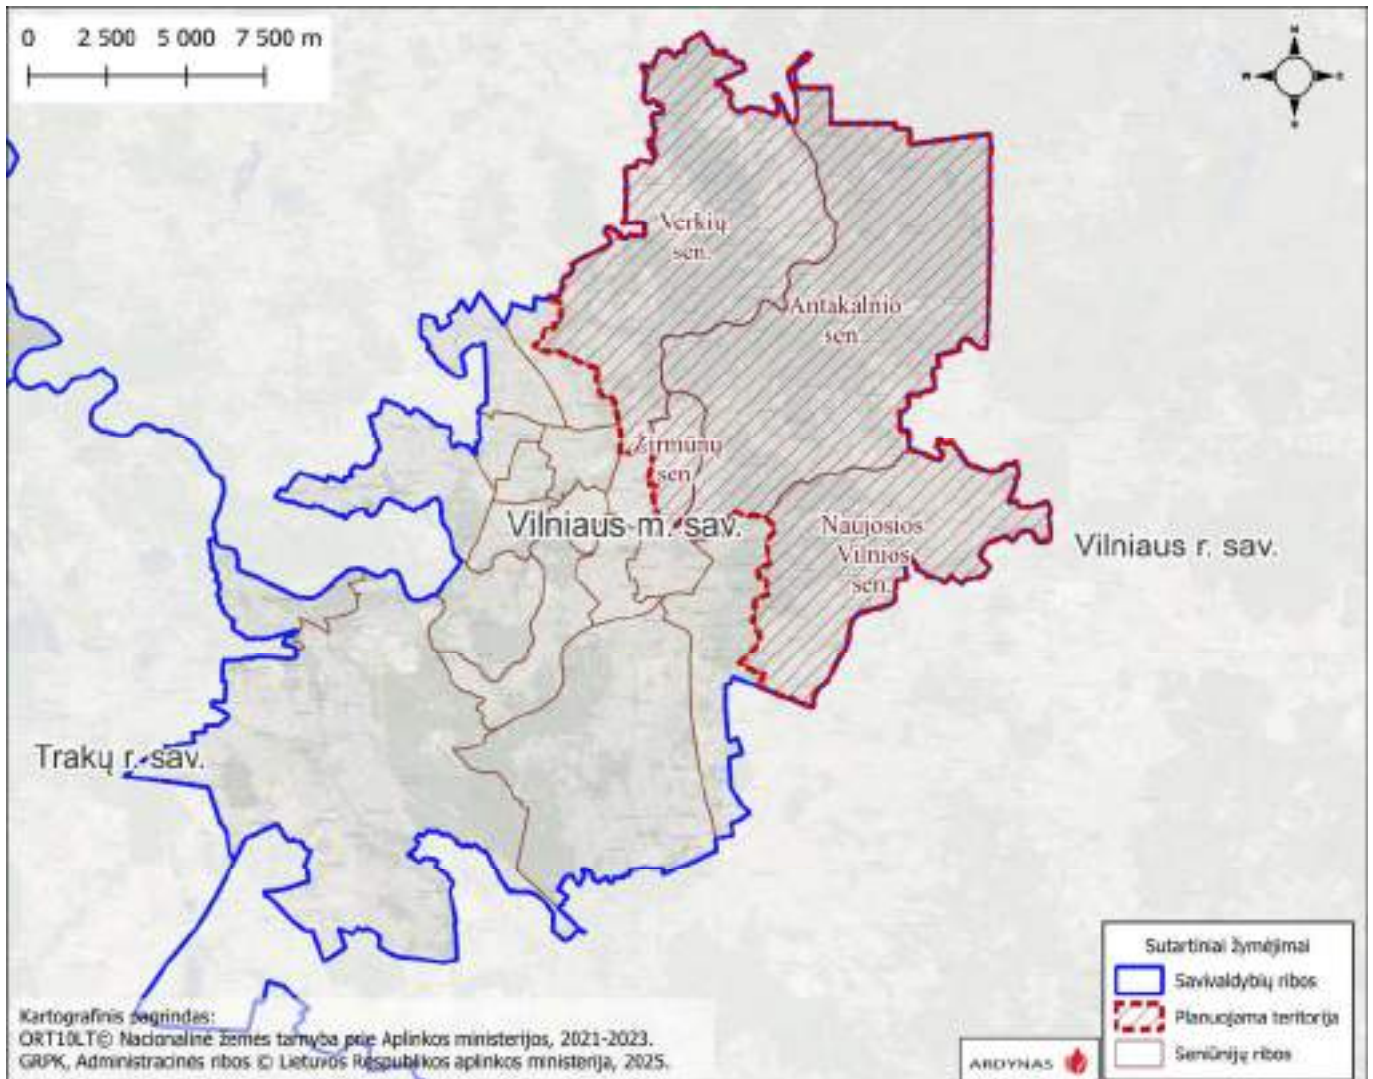 0 2 500 5 000 7 500 m
Verkių
sen.
Antakalnio
sen.
Žirmūnų
sen.
Vilniaus m. sav.
Naujosios
Vilnios
sen.
Vilniaus r. sav.
Trakų r. sav.
Sutartiniai žymėjimai
Savivaldybių ribos
Planuojama teritorija
Seniūnijų ribos
Kartografinis pagrindas:
ORT10LT© Nacionalinė žemės tarnyba prie Aplinkos ministerijos, 2021-2023.
GRPK, Administracinės ribos © Lietuvos Respublikos aplinkos ministerija, 2025.
ARDYNAS